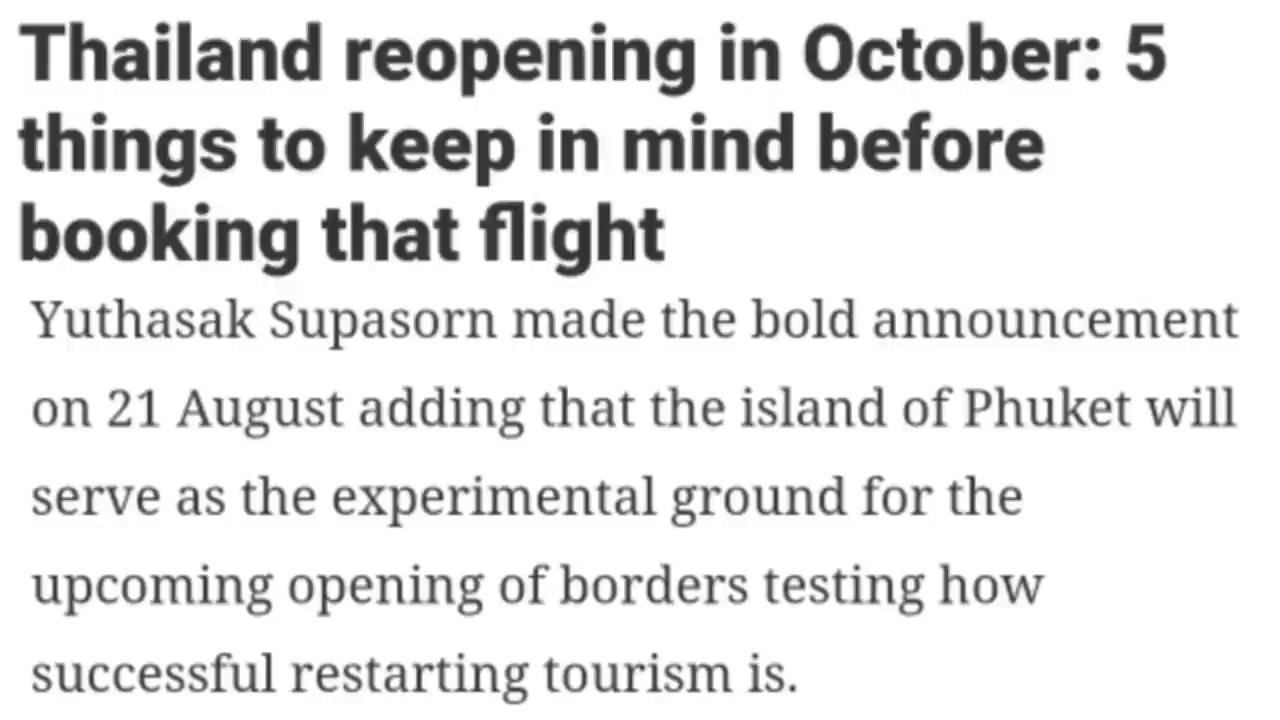 Thailand reopening in October: 5
things to keep in mind before
booking that flight
Yuthasak Supasorn made the bold announcement
on 21 August adding that the island of Phuket will
serve as the experimental ground for the
upcoming opening of borders testing how
successful restarting tourism is.